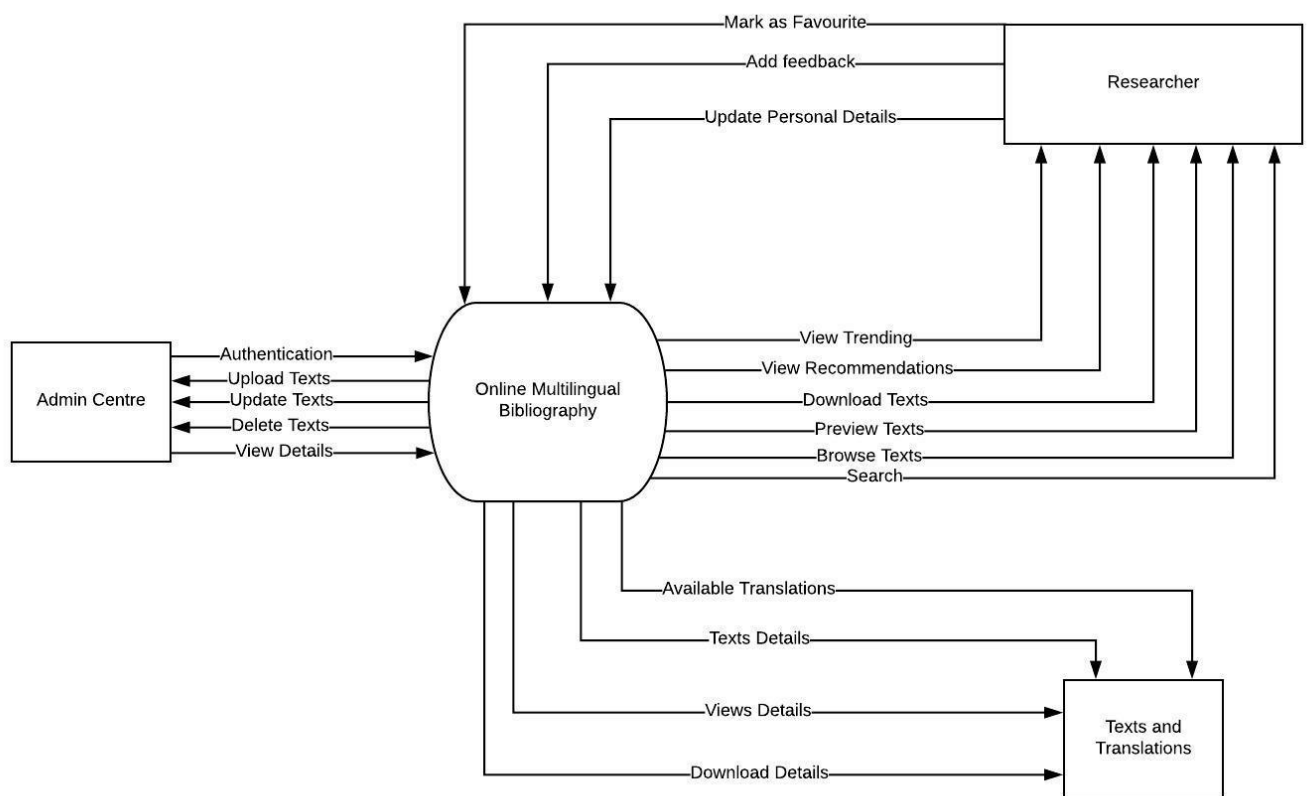 Mark as Favourite
Add feedback
Researcher
Update Personal Details
View Trending
Authentication
View Recommendations
Upload Texts
Online Multilingual
Bibliography
Admin Centre
Update Texts
Download Texts
Delete Texts
Preview Texts
View Details
Browse Texts
Search
Available Translations
Texts Details
Views Details
Texts and
Translations
Download Details